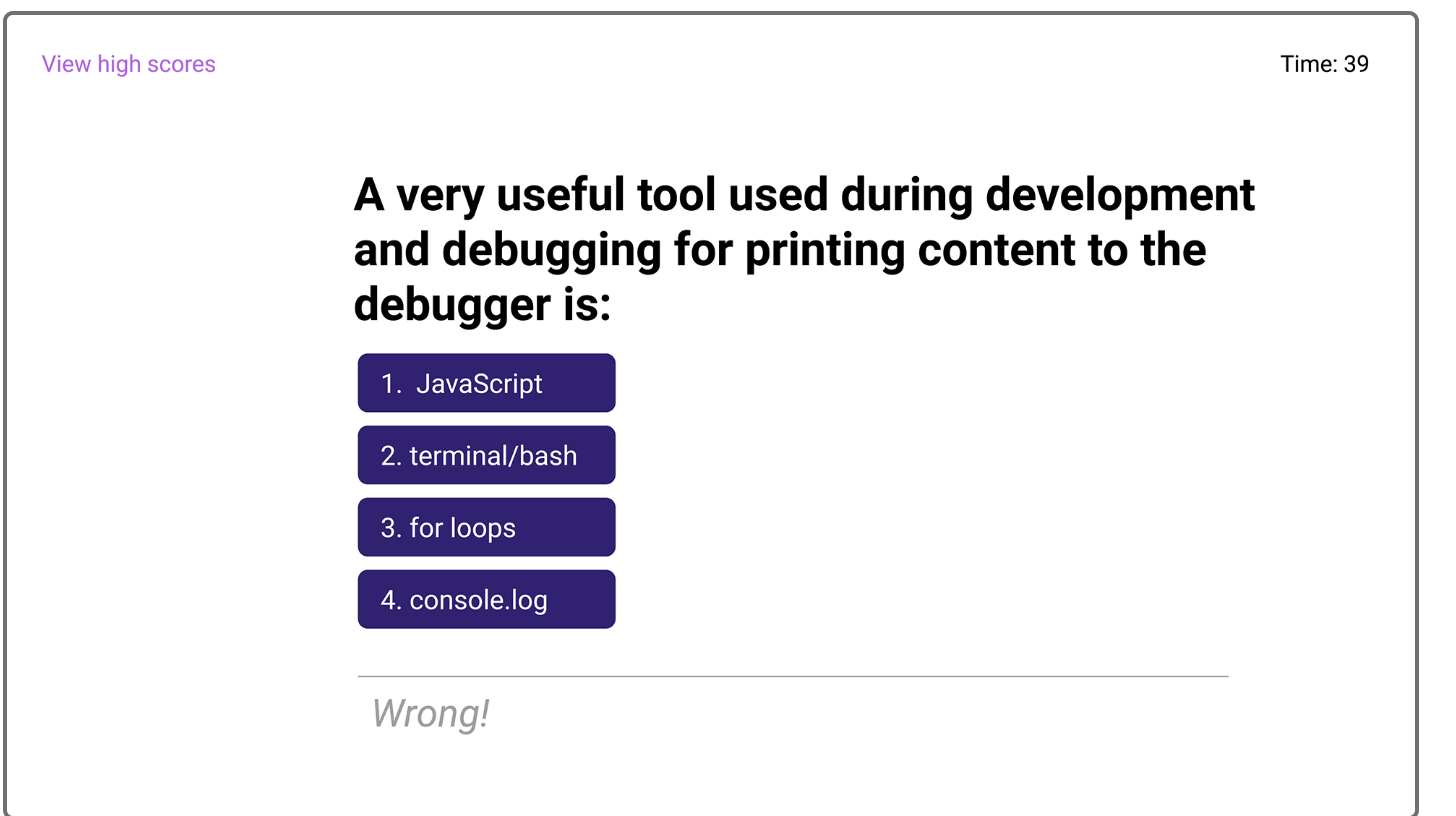 View high scores
Time: 39
A very useful tool used during development
and debugging for printing content to the
debugger is:
1. JavaScript
2. terminal/bash
3. for loops
4. console.log
Wrong!